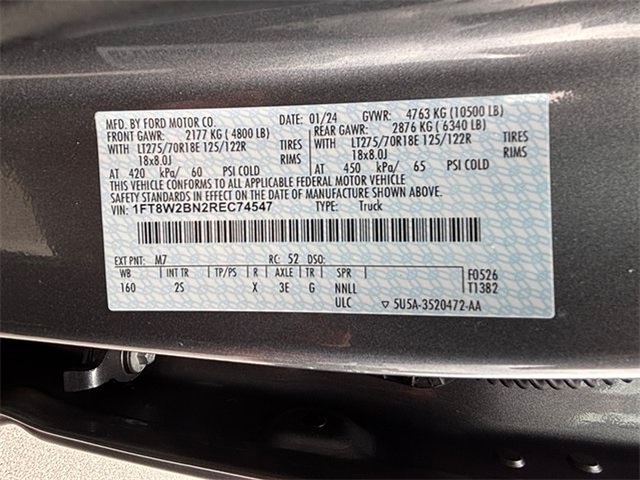 MFD. BY FORD MOTOR CO. DATE: 01/24 GVWR: 4763 KG (10500 LB)
FRONT GAWR: 2177 KG ( 4800 LB) REAR GAWR: 2876 KG ( 6340 LB)
WITH LT275/70R18E 125/122R TIRES WITH LT275/70R18E 125/122R TIRES
18x8.0J RIMS 18x8.0J RIMS
AT 420 kPa/ 60 PSI COLD AT 450 kPa/ 65 PSI COLD
THIS VEHICLE CONFORMS TO ALL APPLICABLE FEDERAL MOTOR VEHICLE
SAFETY STANDARDS IN EFFECT ON THE DATE OF MANUFACTURE SHOWN ABOVE.
VIN: 1FT8W2BN2REC74547 TYPE: Truck
EXT PNT: M7 RC: 52 DSO:
WB INT TR TP/PS R AXLE TR SPR F0526
160 2S X 3E G NNLL T1382
ULC ▽ 5U5A-3520472-AA